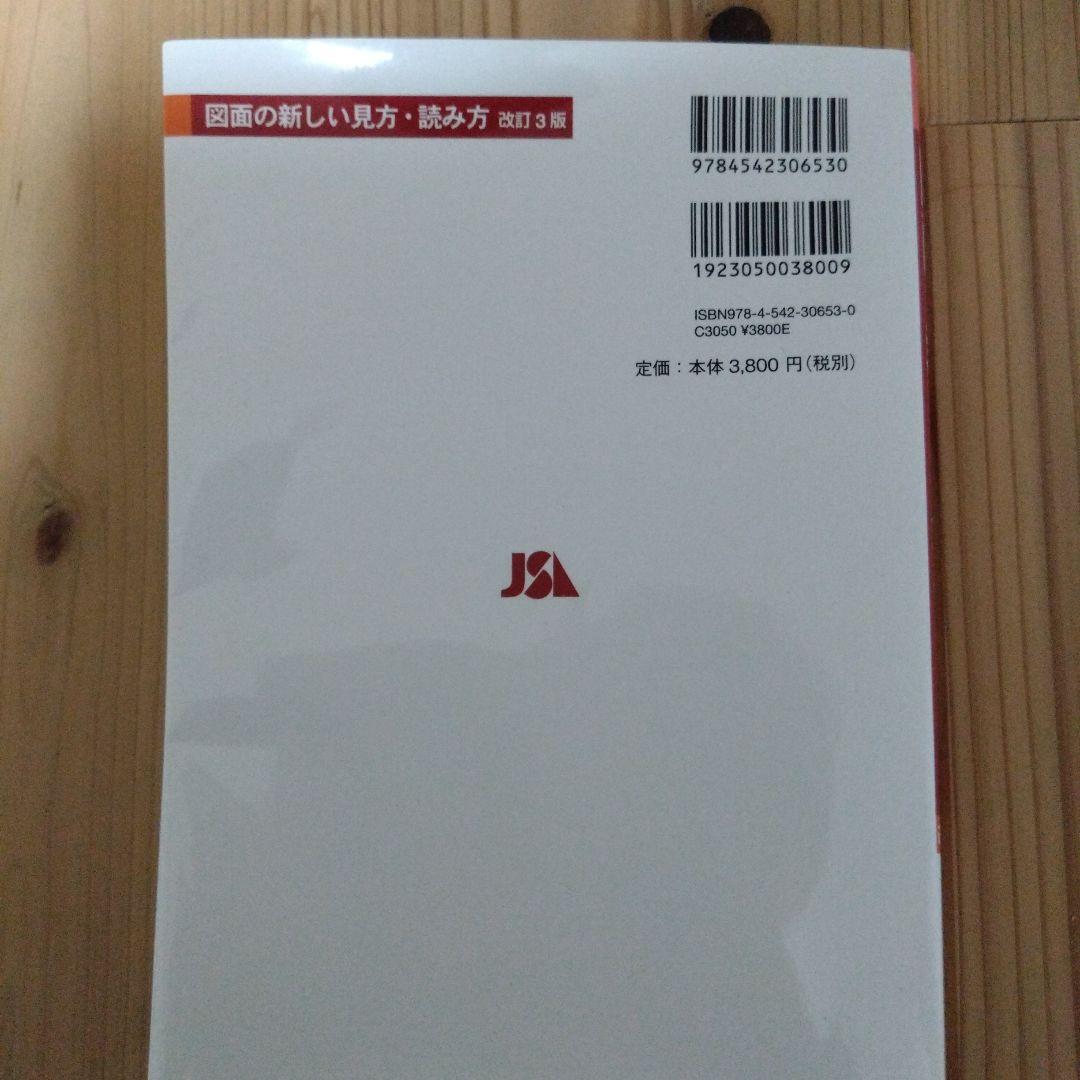 図面の新しい見方・読み方 改訂3版
9784542306530
1923050038009
ISBN978-4-542-30653-0
C3050 ¥3800E
定価：本体 3,800 円（税別）
JSA